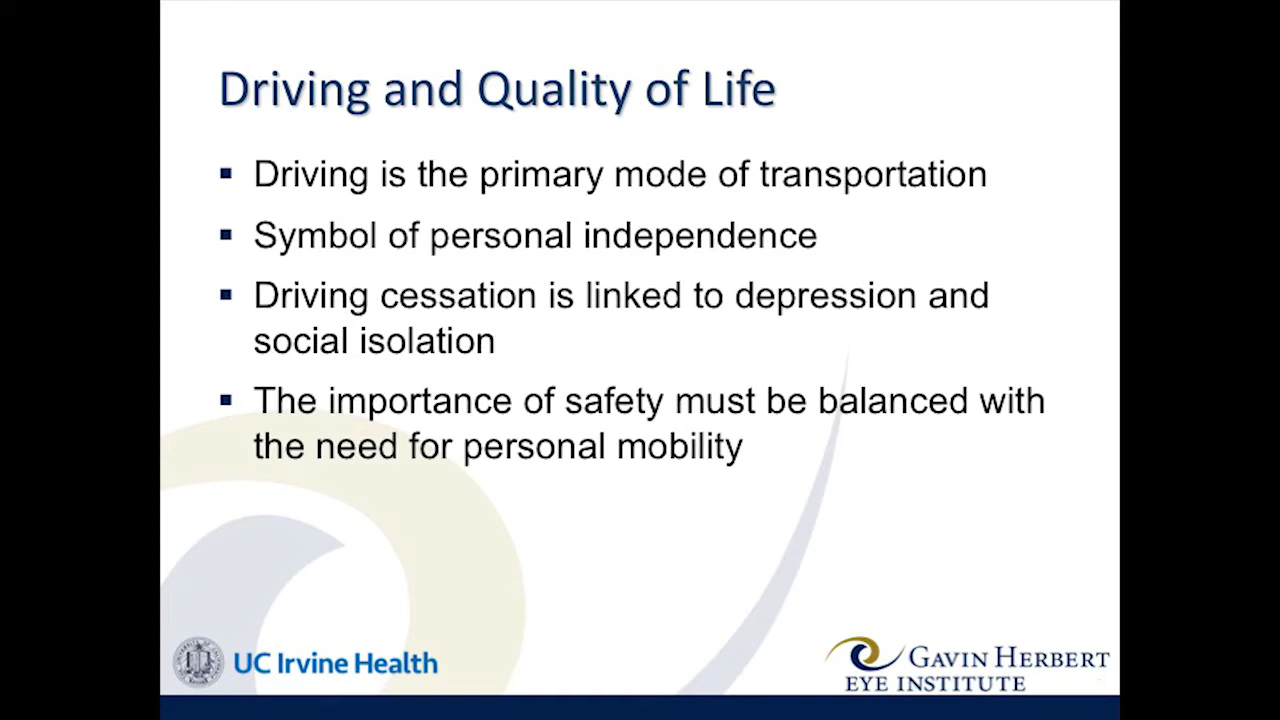 Driving and Quality of Life
▪ Driving is the primary mode of transportation
▪ Symbol of personal independence
▪ Driving cessation is linked to depression and
social isolation
▪ The importance of safety must be balanced with
the need for personal mobility
UC Irvine Health
GAVIN HERBERT
EYE INSTITUTE